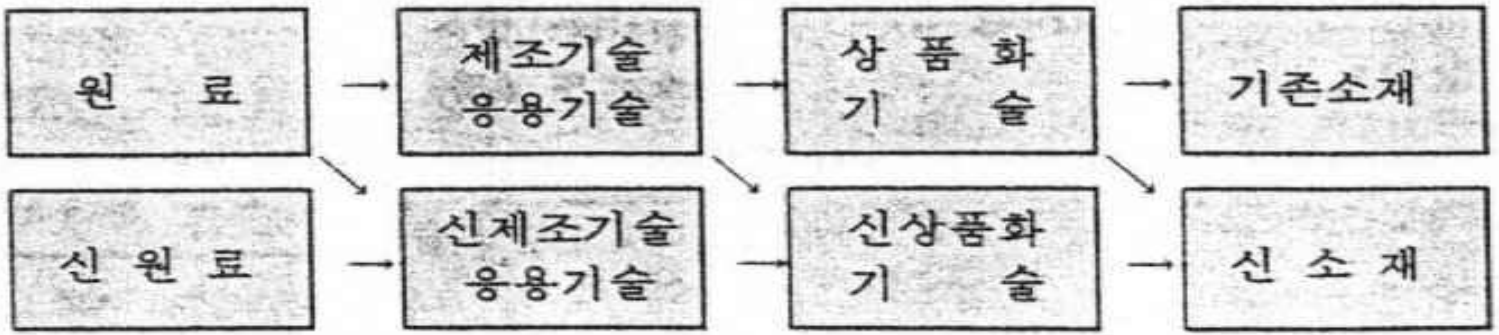 원 료
제조기술
응용기술
상 품 화
기 술
기존소재
신 원 료
신제조기술
응용기술
신상품화
기 술
신 소 재